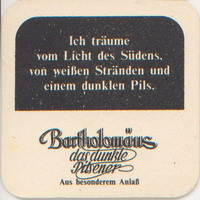 Ich träume
vom Licht des Südens,
von weißen Stränden und
einem dunklen Pils.
Bartholomäus
das dunkle
Pilsener
Aus besonderem Anlaß